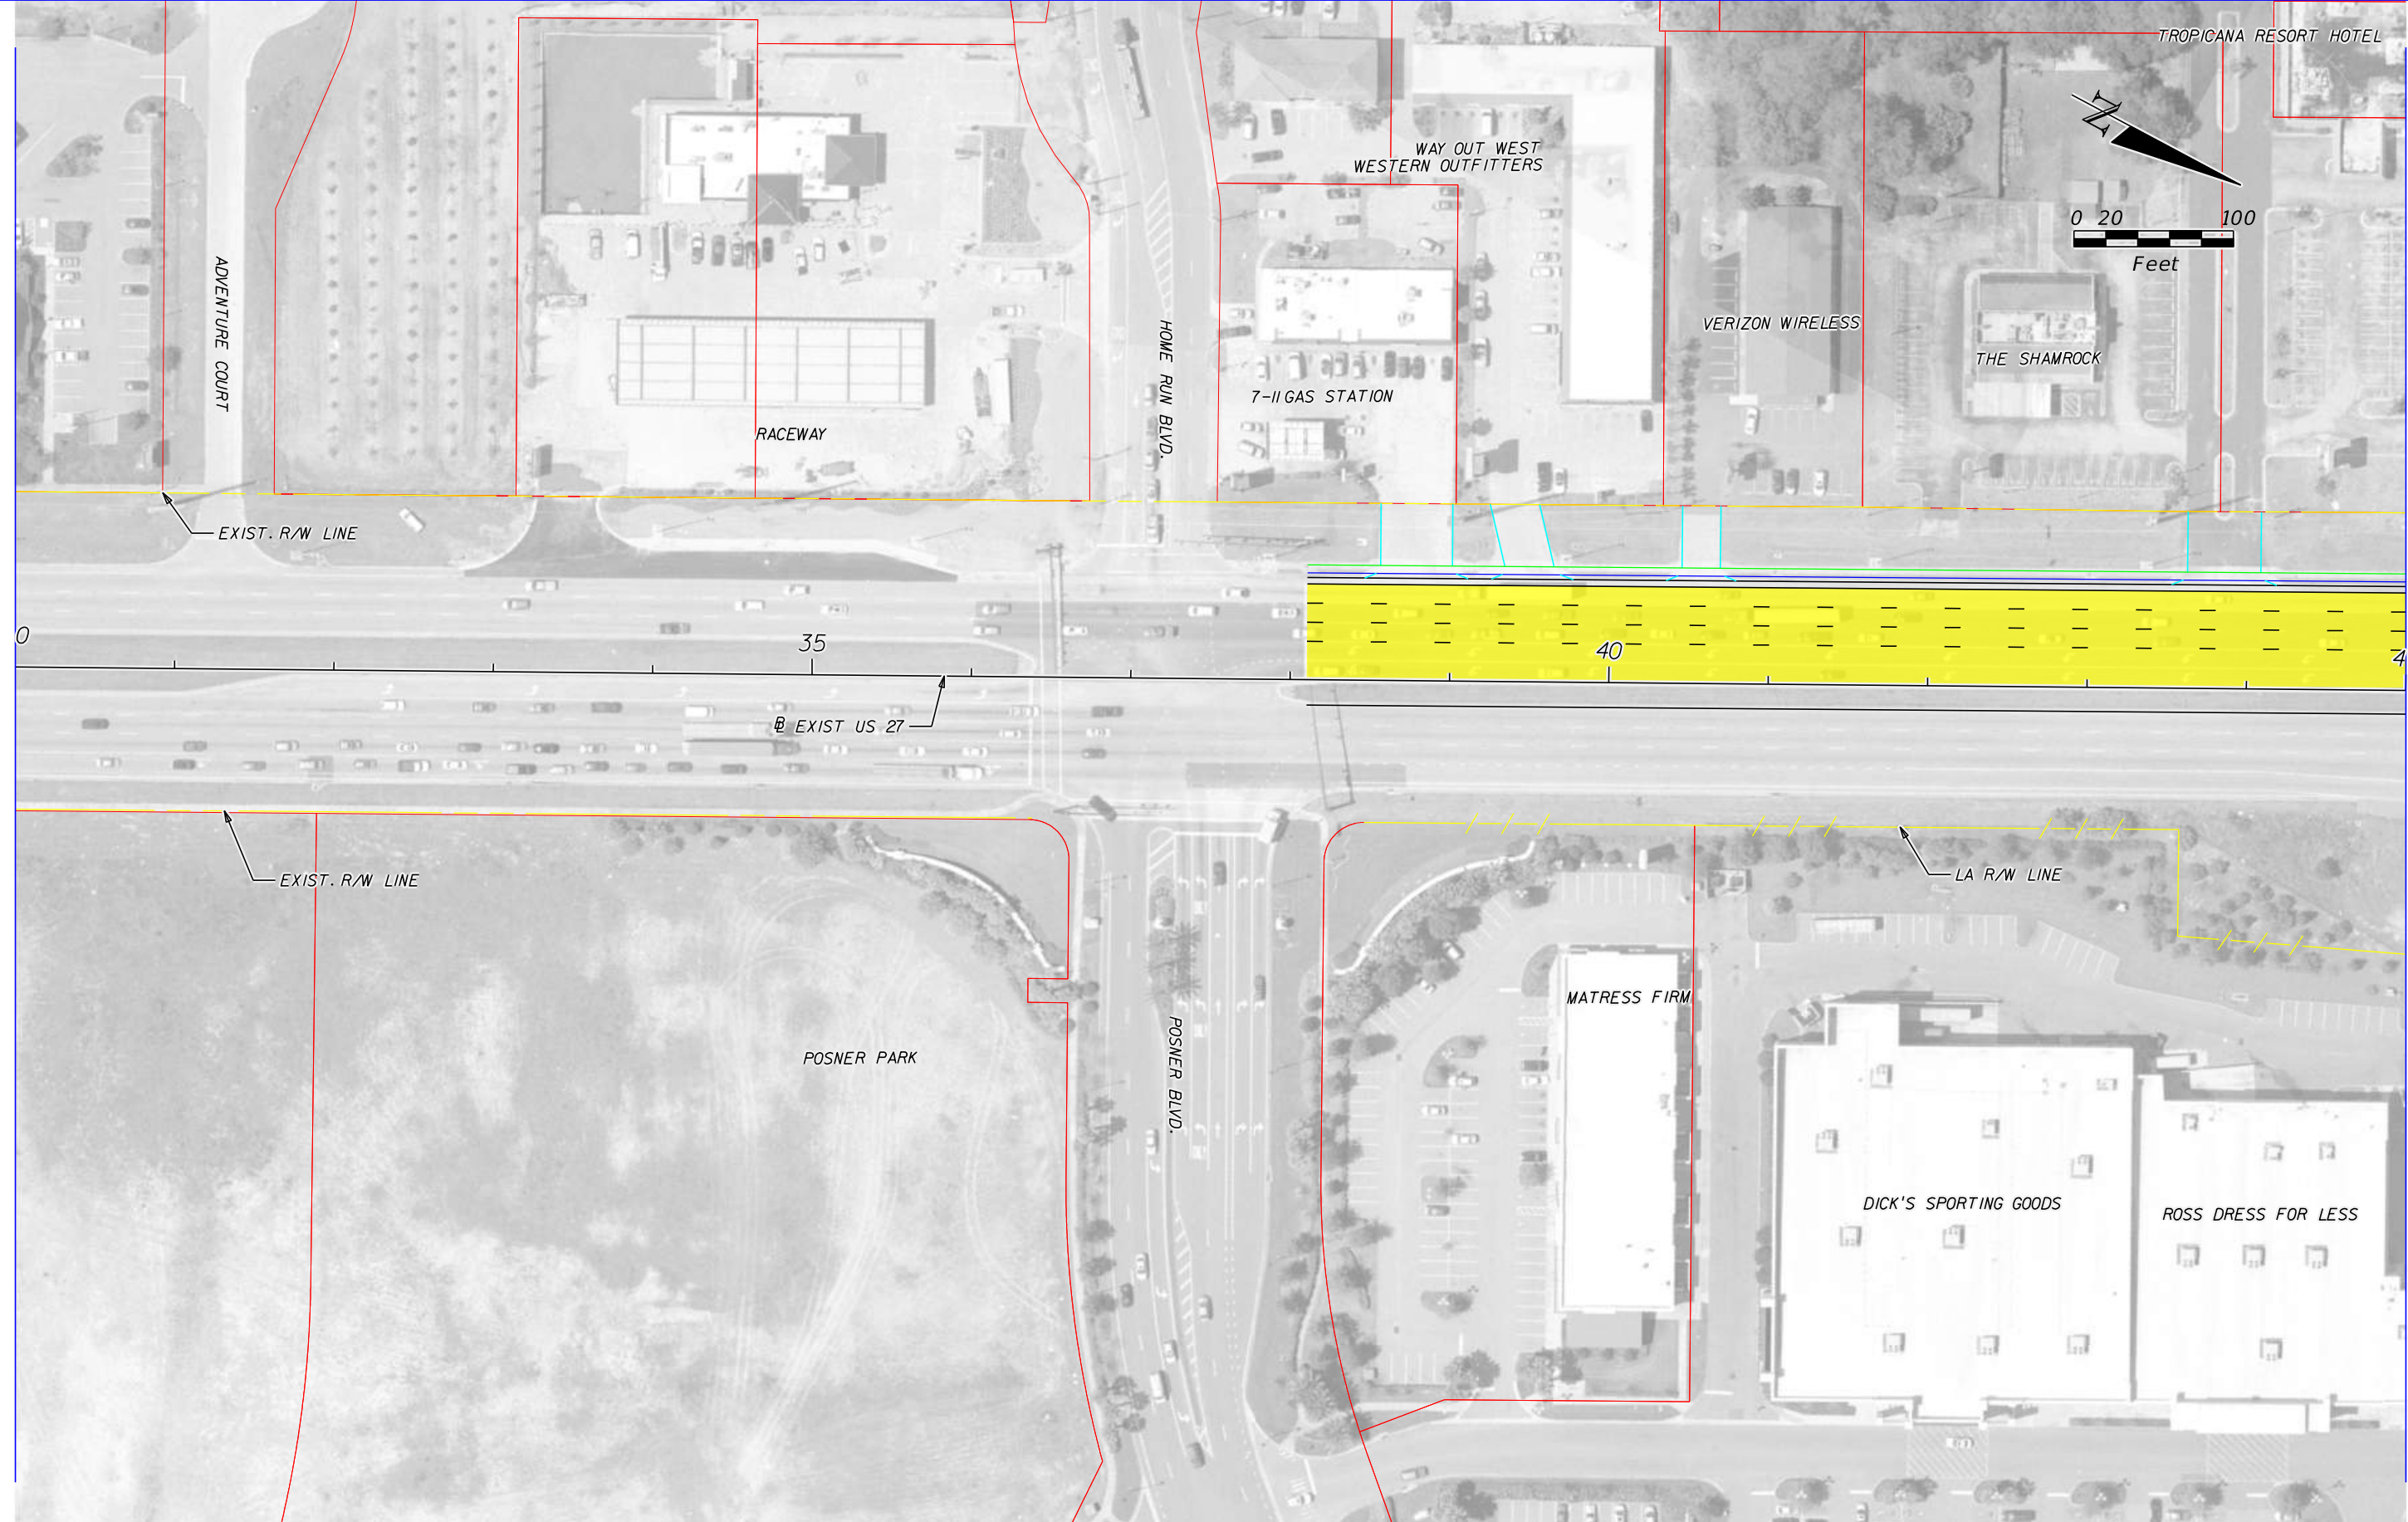 TROPICANA RESORT HOTEL
WAY OUT WEST
WESTERN OUTFITTERS
N
0 20 100
Feet
ADVENTURE COURT
HOME RUN BLVD.
VERIZON WIRELESS
THE SHAMROCK
7-11 GAS STATION
RACEWAY
EXIST. R/W LINE
0
35
40
4
B EXIST US 27
EXIST. R/W LINE
LA R/W LINE
MATRESS FIRM
POSNER PARK
POSNER BLVD.
DICK'S SPORTING GOODS
ROSS DRESS FOR LESS